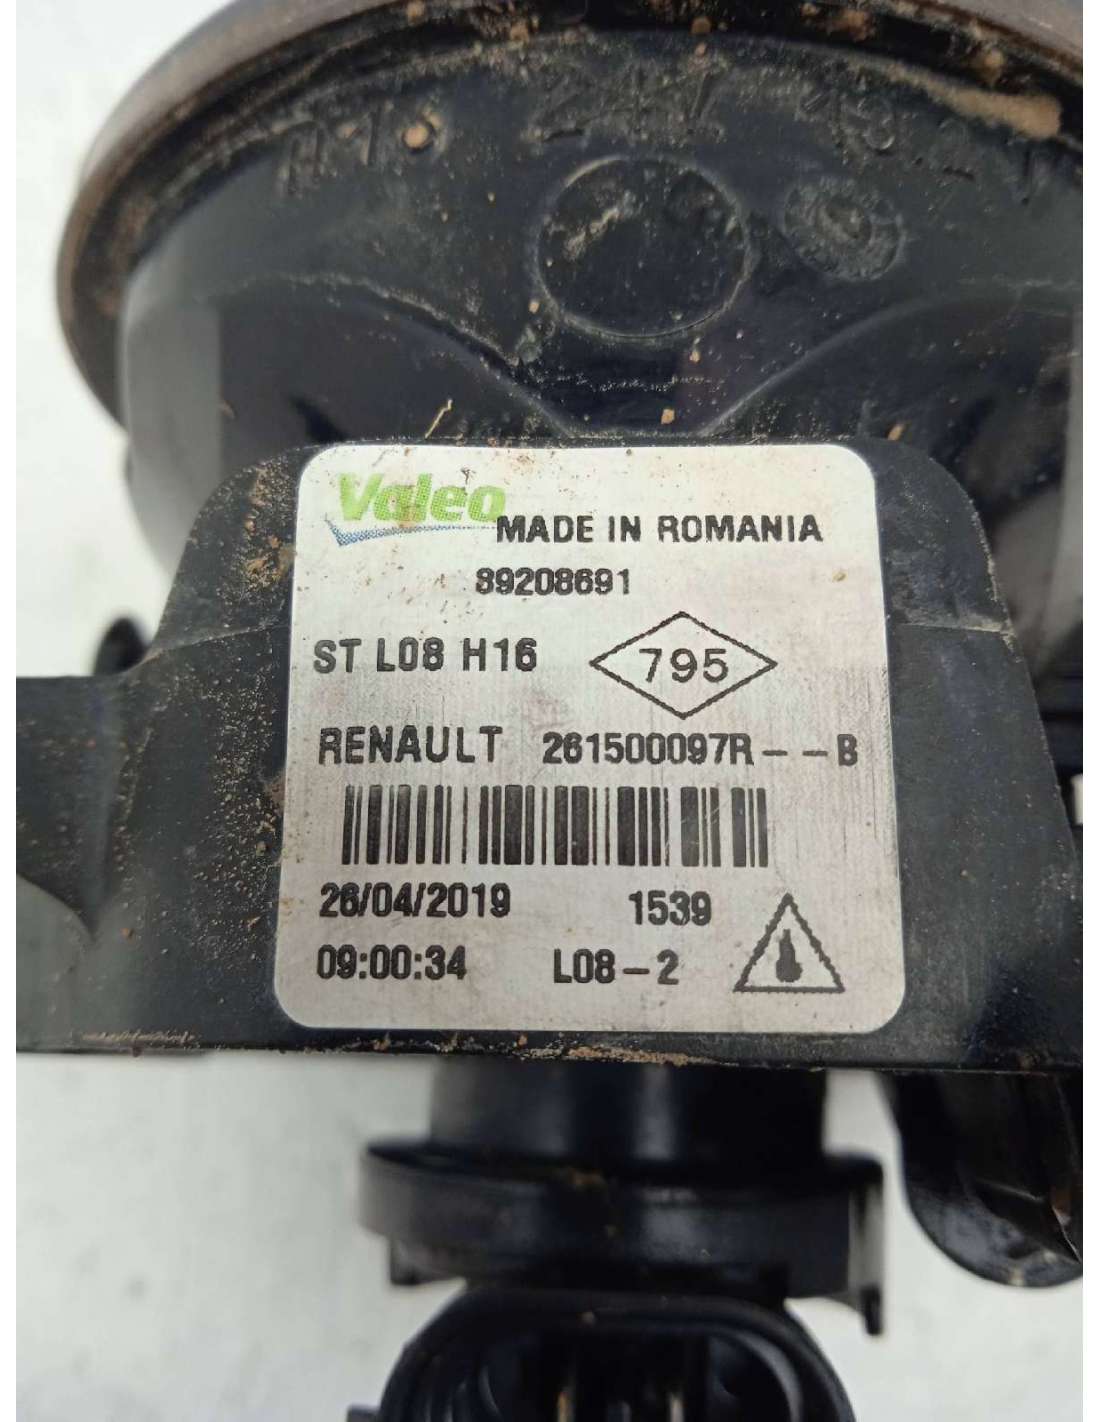 Valeo MADE IN ROMANIA
89208691
ST L08 H16 795
RENAULT 261500097R--B
26/04/2019 1539
09:00:34 L08-2